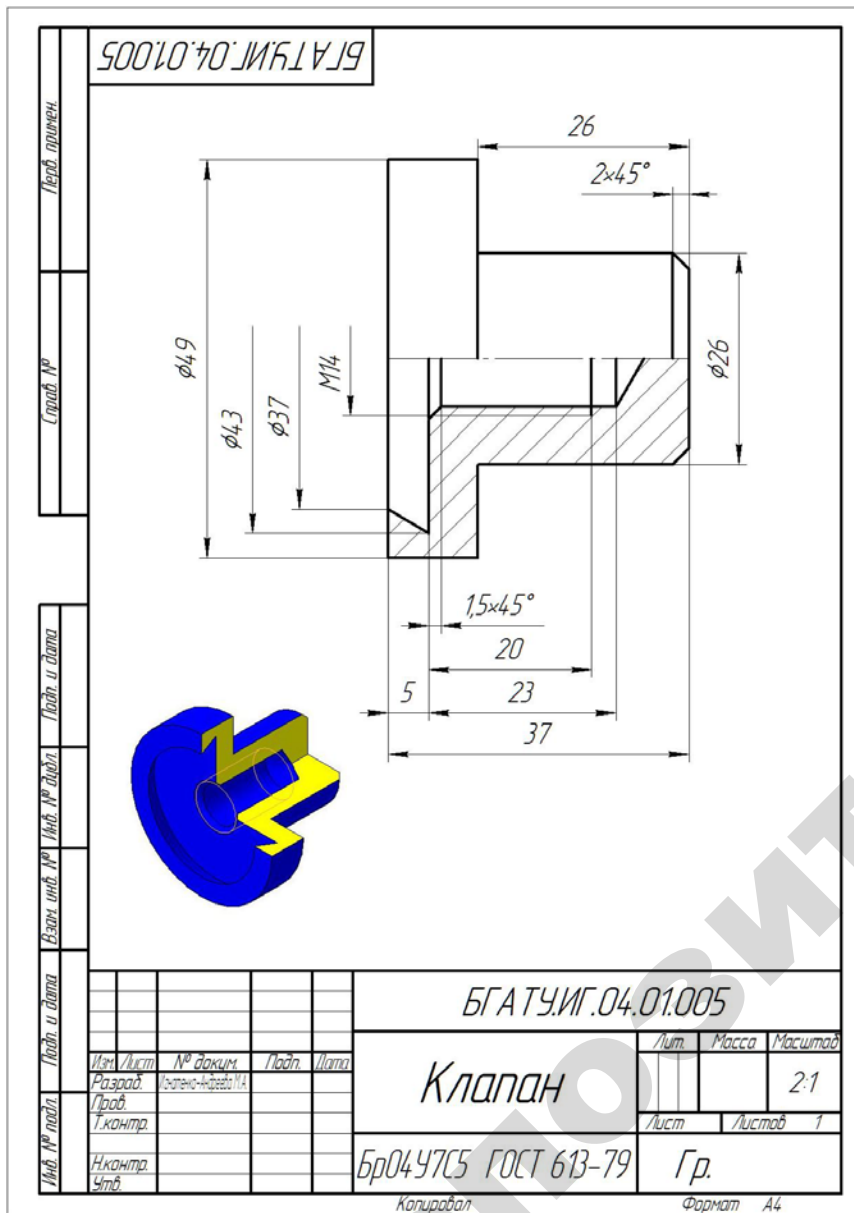 БГАТУ.ИГ.04.01.005
Перв. примен.
Справ. №
Подп. и дата
Инв. № дубл.
Взам. инв. №
Подп. и дата
Инв. № подл.
26
2×45°
⌀49
⌀43
⌀37
М14
⌀26
1,5×45°
20
5 23
37
БГАТУ.ИГ.04.01.005
Изм. Лист № докум. Подп. Дата
Разраб.
Пров.
Т.контр.
Н.контр.
Утв.
Клапан
Лит. Масса Масштаб
2:1
Лист Листов 1
Бр04У7С5 ГОСТ 613-79
Гр.
Копировал Формат А4
ПОЗИТ